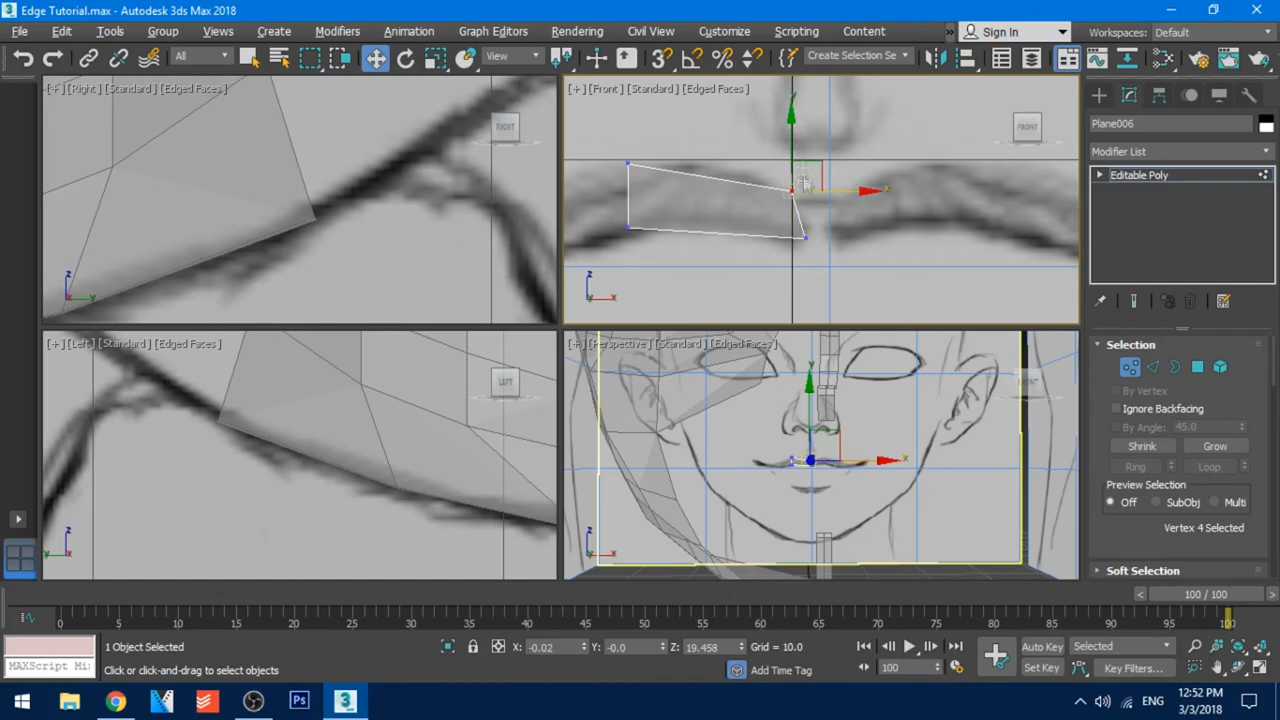 Edge Tutorial.max - Autodesk 3ds Max 2018
File Edit Tools Group Views Create Modifiers Animation Graph Editors Rendering Civil View Customize Scripting Content » Sign In Workspaces: Default
All View Create Selection Se
[+] [Right] [Standard] [Edged Faces]
RIGHT
[+] [Front] [Standard] [Edged Faces]
FRONT
Plane006
Modifier List
Editable Poly
z
x
y
[+] [Left] [Standard] [Edged Faces]
LEFT
[+] [Perspective] [Standard] [Edged Faces]
FRONT
Selection
By Vertex
Ignore Backfacing
By Angle: 45.0
Shrink Grow
Ring Loop
Preview Selection
Off SubObj Multi
Vertex 4 Selected
Soft Selection
< 100 / 100 >
0 5 10 15 20 25 30 35 40 45 50 55 60 65 70 75 80 85 90 95 100
1 Object Selected X: -0.02 Y: -0.0 Z: 19.458 Grid = 10.0 Auto Key Selected
MAXScript Mi Click or click-and-drag to select objects Add Time Tag 100 Set Key Key Filters...
Ps 3 ENG 12:52 PM
3/3/2018